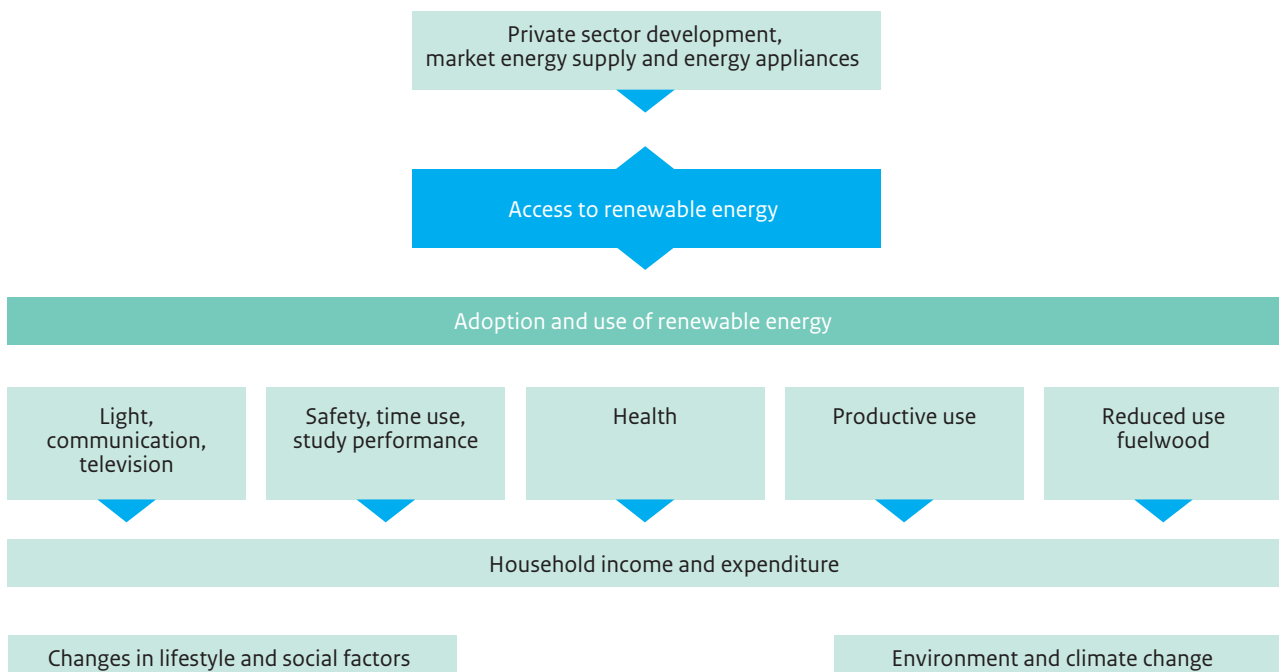 Private sector development,
market energy supply and energy appliances
Access to renewable energy
Adoption and use of renewable energy
Light,
communication,
television
Safety, time use,
study performance
Health
Productive use
Reduced use
fuelwood
Household income and expenditure
Changes in lifestyle and social factors
Environment and climate change